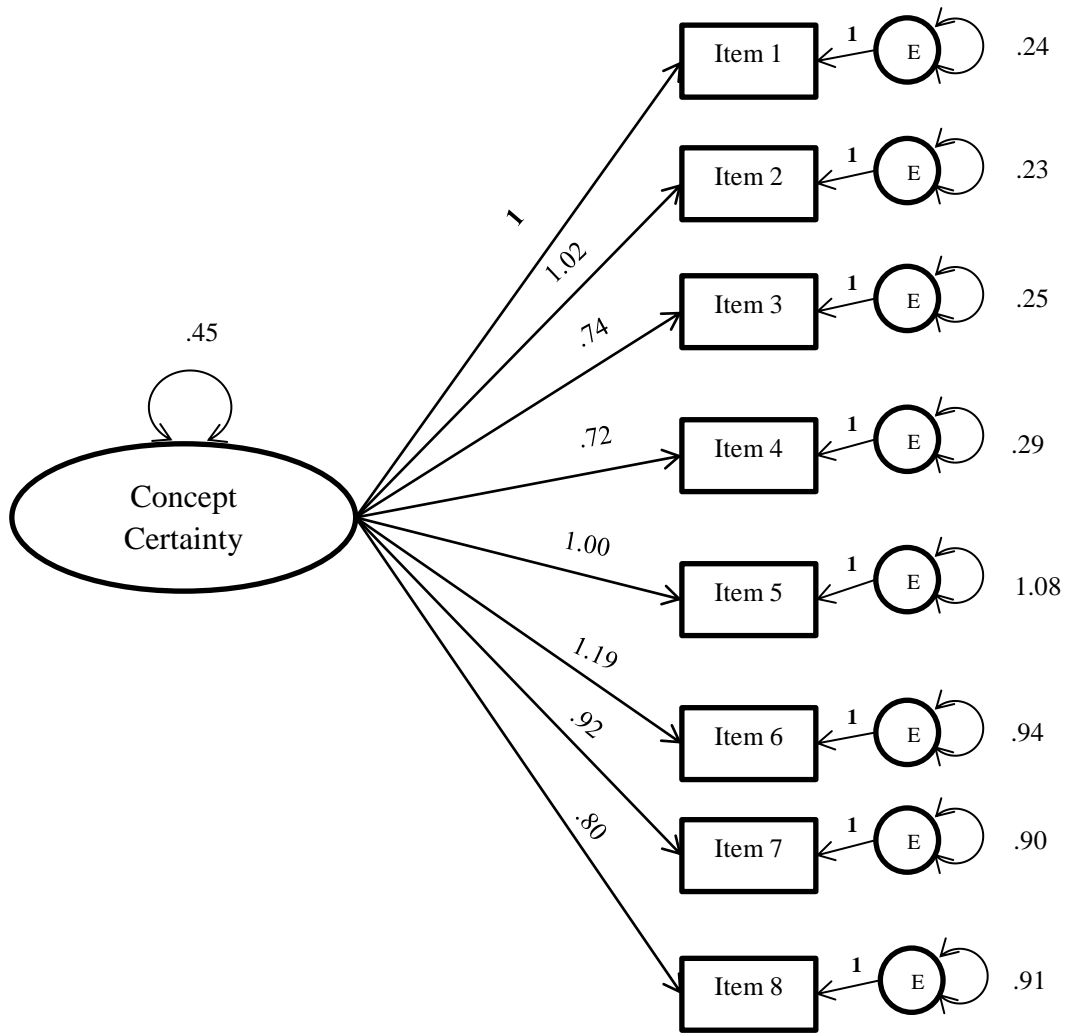 Item 1
1
E
.24
Item 2
1
E
.23
1
1.02
Item 3
1
E
.25
.74
.45
Item 4
1
E
.29
.72
Concept
Certainty
1.00
Item 5
1
E
1.08
1.19
Item 6
1
E
.94
.92
Item 7
1
E
.90
.80
Item 8
1
E
.91